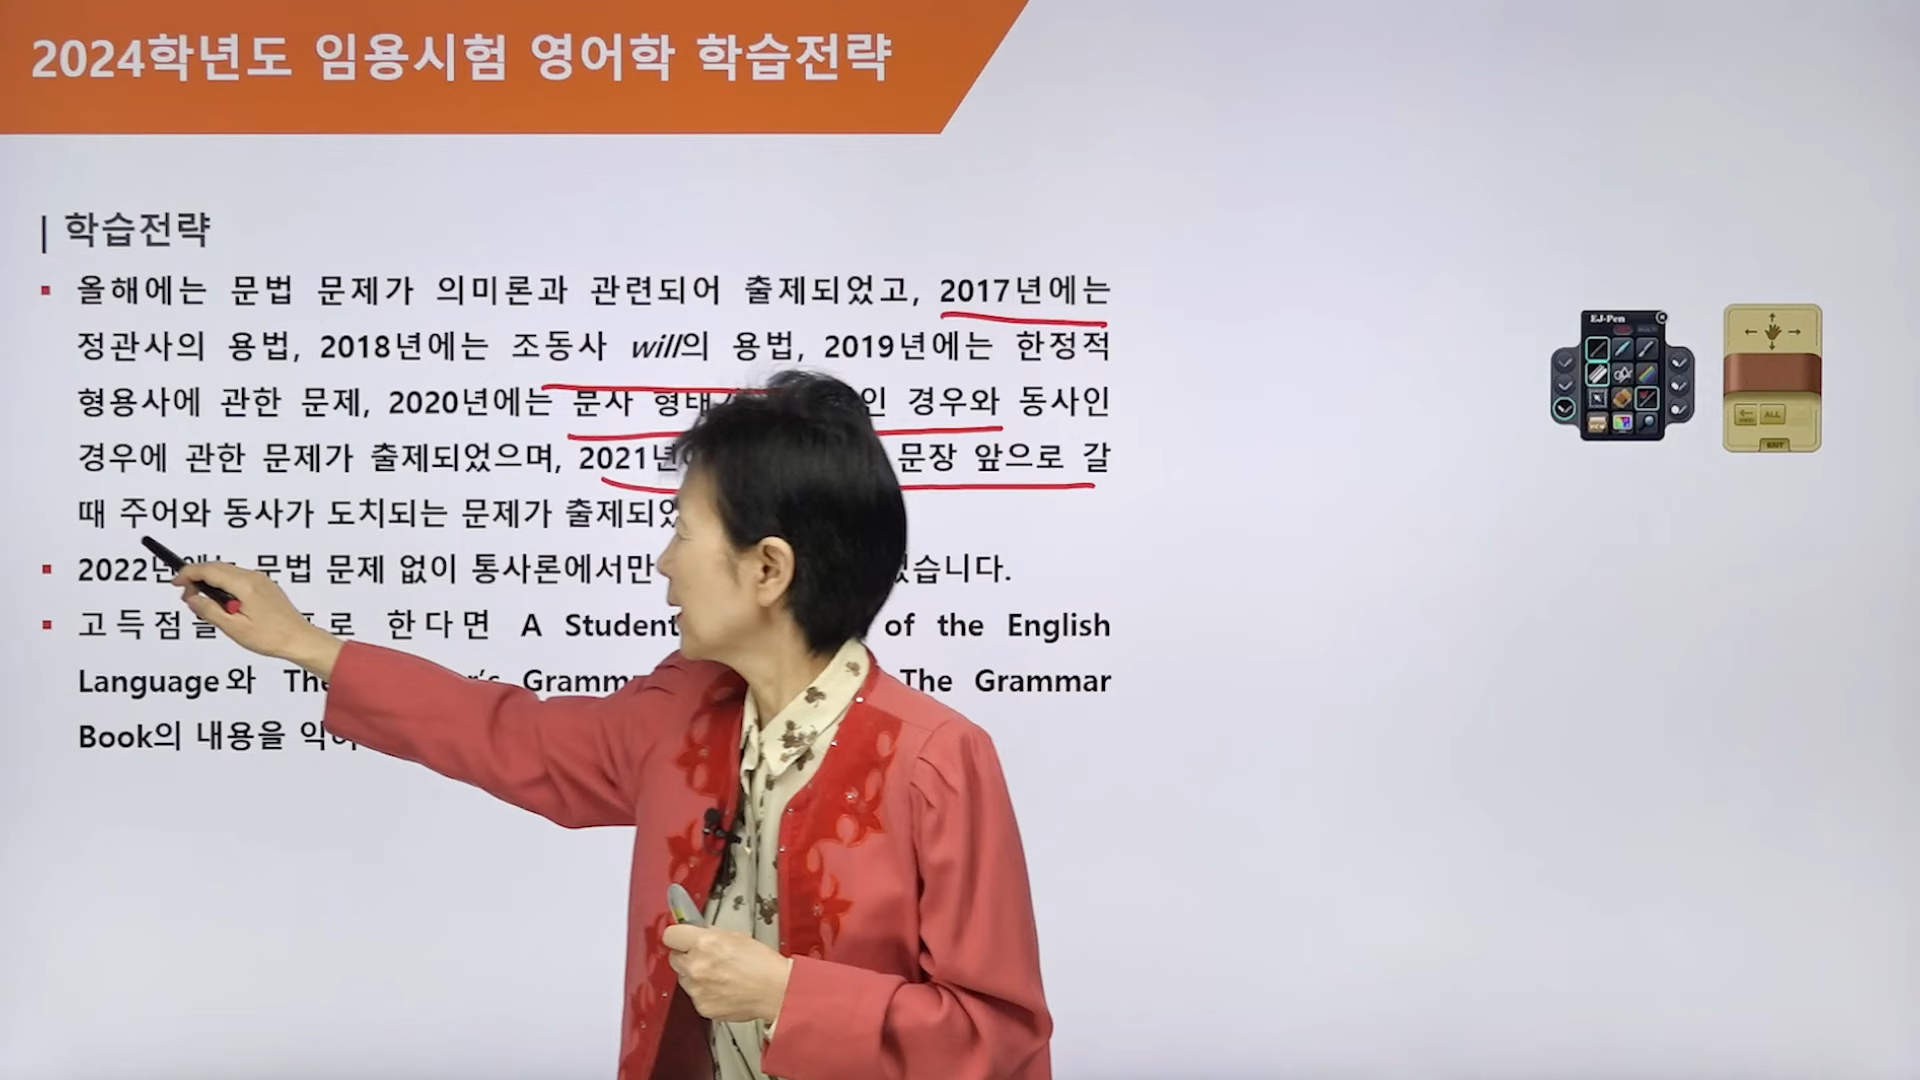 2024학년도 임용시험 영어학 학습전략
| 학습전략
올해에는 문법 문제가 의미론과 관련되어 출제되었고, 2017년에는
정관사의 용법, 2018년에는 조동사 will의 용법, 2019년에는 한정적
형용사에 관한 문제, 2020년에는 문사 형태 인 경우와 동사인
경우에 관한 문제가 출제되었으며, 2021년 문장 앞으로 갈
때 주어와 동사가 도치되는 문제가 출제되었
2022년에는 문법 문제 없이 통사론에서만 습니다.
고득점을 로 한다면 A Student of the English
Language와 The Gramm The Grammar
Book의 내용을 익혀
EJ-Pen
ALL
EXIT